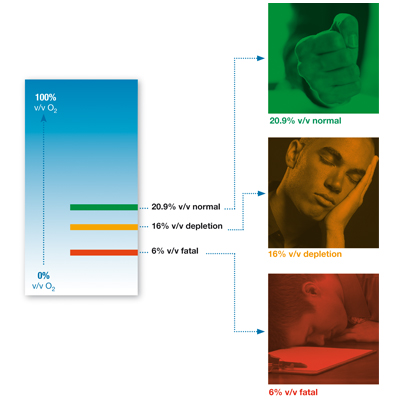 100%
v/v O₂
20.9% v/v normal
16% v/v depletion
6% v/v fatal
0%
v/v O₂
20.9% v/v normal
16% v/v depletion
6% v/v fatal